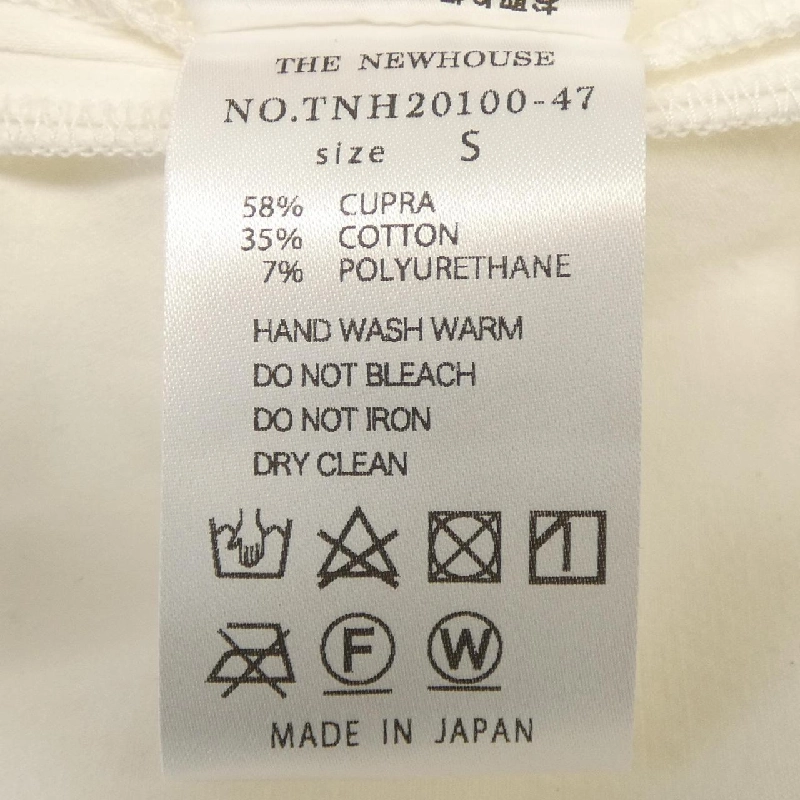 THE NEWHOUSE
NO.TNH20100-47
size S
58% CUPRA
35% COTTON
7% POLYURETHANE
HAND WASH WARM
DO NOT BLEACH
DO NOT IRON
DRY CLEAN
F W
MADE IN JAPAN